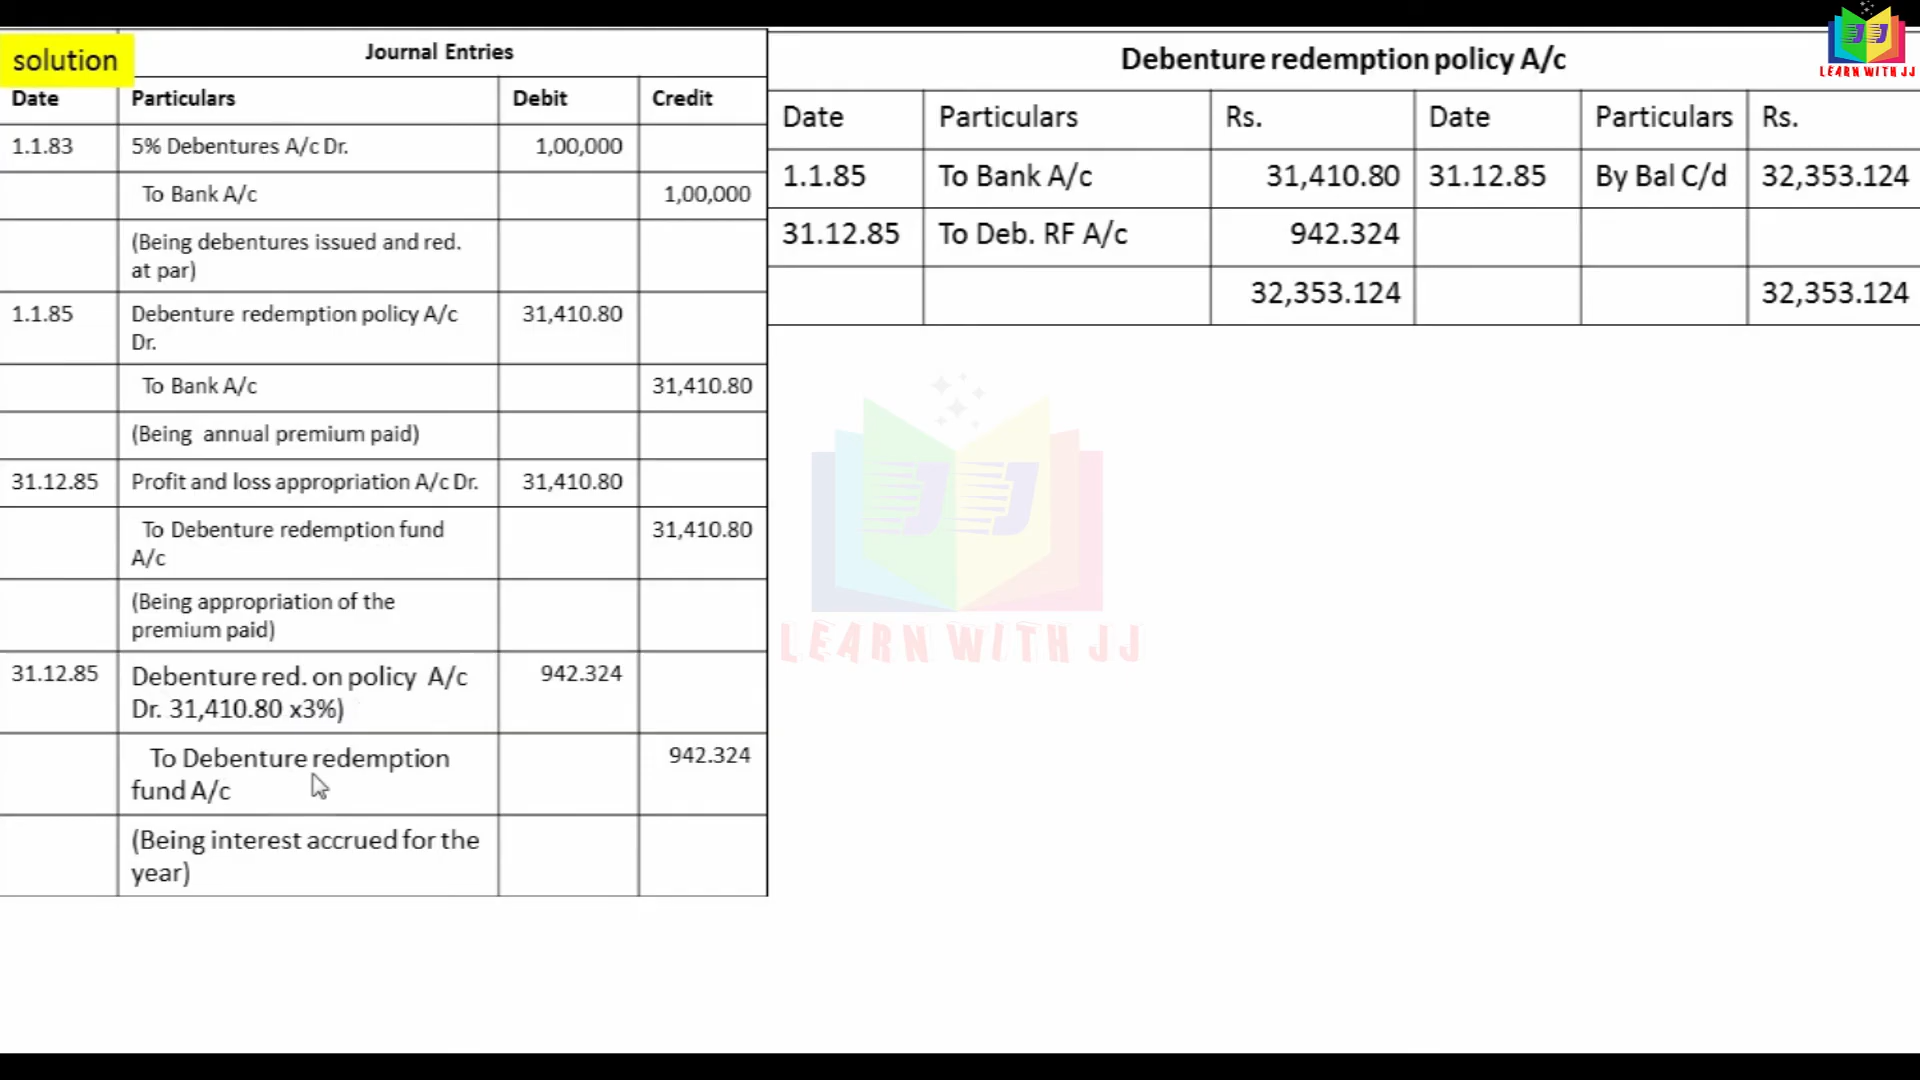 solution
Journal Entries
Date Particulars Debit Credit
1.1.83 5% Debentures A/c Dr. 1,00,000
To Bank A/c 1,00,000
(Being debentures issued and red.
at par)
1.1.85 Debenture redemption policy A/c 31,410.80
Dr.
To Bank A/c 31,410.80
(Being annual premium paid)
31.12.85 Profit and loss appropriation A/c Dr. 31,410.80
To Debenture redemption fund 31,410.80
A/c
(Being appropriation of the
premium paid)
31.12.85 Debenture red. on policy A/c 942.324
Dr. 31,410.80 x3%)
To Debenture redemption 942.324
fund A/c
(Being interest accrued for the
year)
Debenture redemption policy A/c
Date Particulars Rs. Date Particulars Rs.
1.1.85 To Bank A/c 31,410.80 31.12.85 By Bal C/d 32,353.124
31.12.85 To Deb. RF A/c 942.324
32,353.124 32,353.124
JJ
LEARN WITH JJ
JJ
LEARN WITH JJ